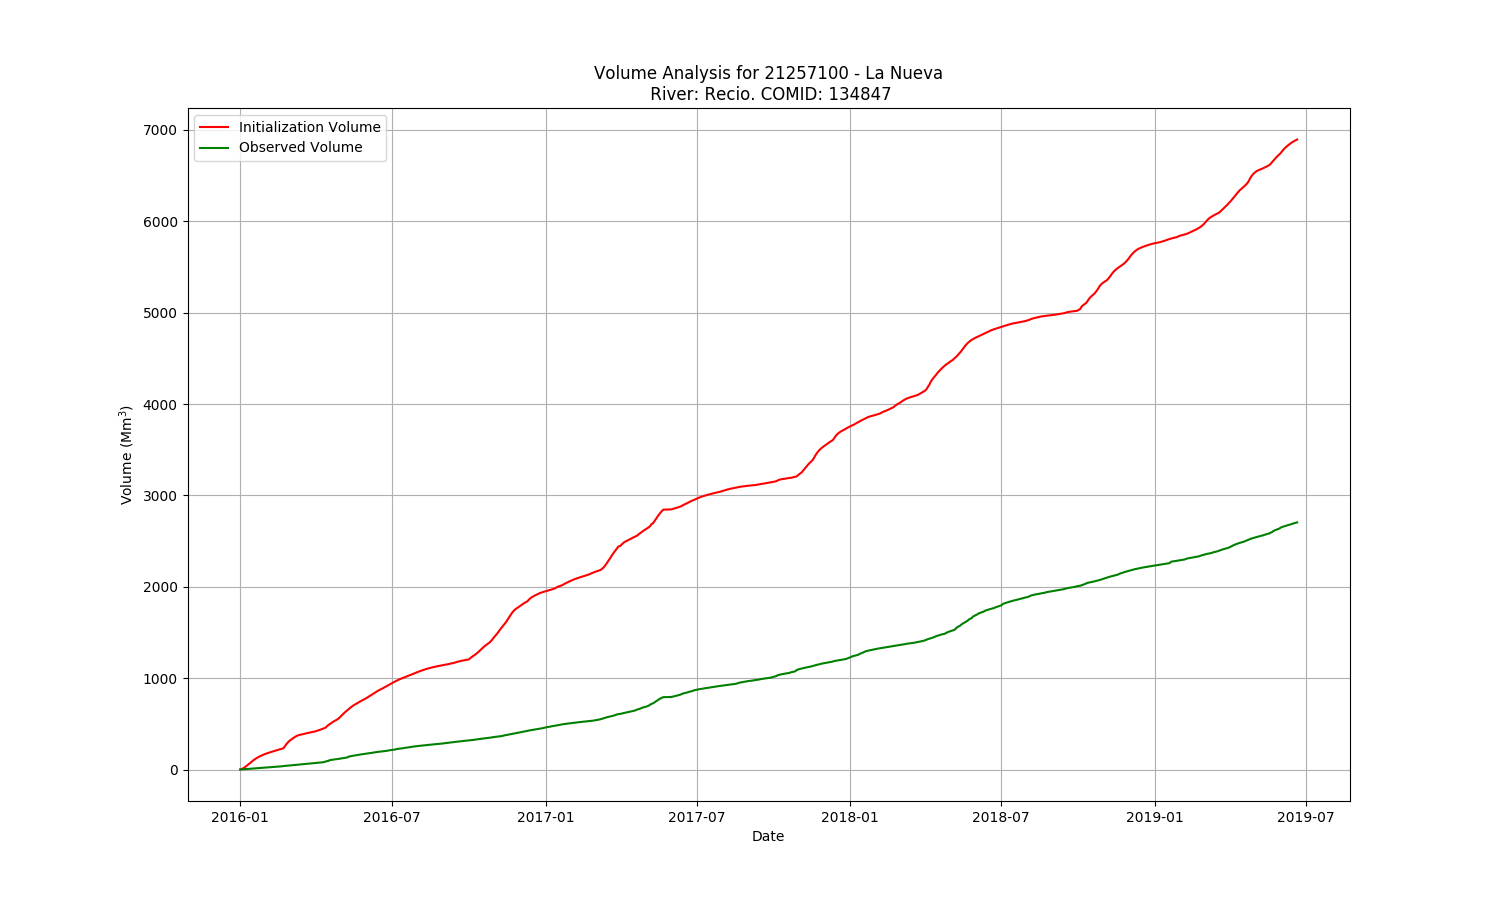 Volume Analysis for 21257100 - La Nueva
River: Recio. COMID: 134847
Initialization Volume
Observed Volume
7000
6000
5000
4000
3000
2000
1000
0
Volume (Mm³)
2016-01 2016-07 2017-01 2017-07 2018-01 2018-07 2019-01 2019-07
Date